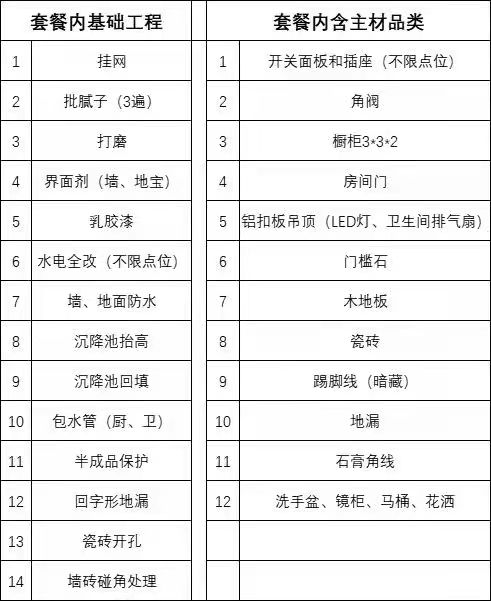 套餐内基础工程 套餐内含主材品类
1 挂网 1 开关面板和插座（不限点位）
2 批腻子（3遍） 2 角阀
3 打磨 3 橱柜3*3*2
4 界面剂（墙、地宝） 4 房间门
5 乳胶漆 5 铝扣板吊顶（LED灯、卫生间排气扇）
6 水电全改（不限点位） 6 门槛石
7 墙、地面防水 7 木地板
8 沉降池抬高 8 瓷砖
9 沉降池回填 9 踢脚线（暗藏）
10 包水管（厨、卫） 10 地漏
11 半成品保护 11 石膏角线
12 回字形地漏 12 洗手盆、镜柜、马桶、花洒
13 瓷砖开孔
14 墙砖碰角处理